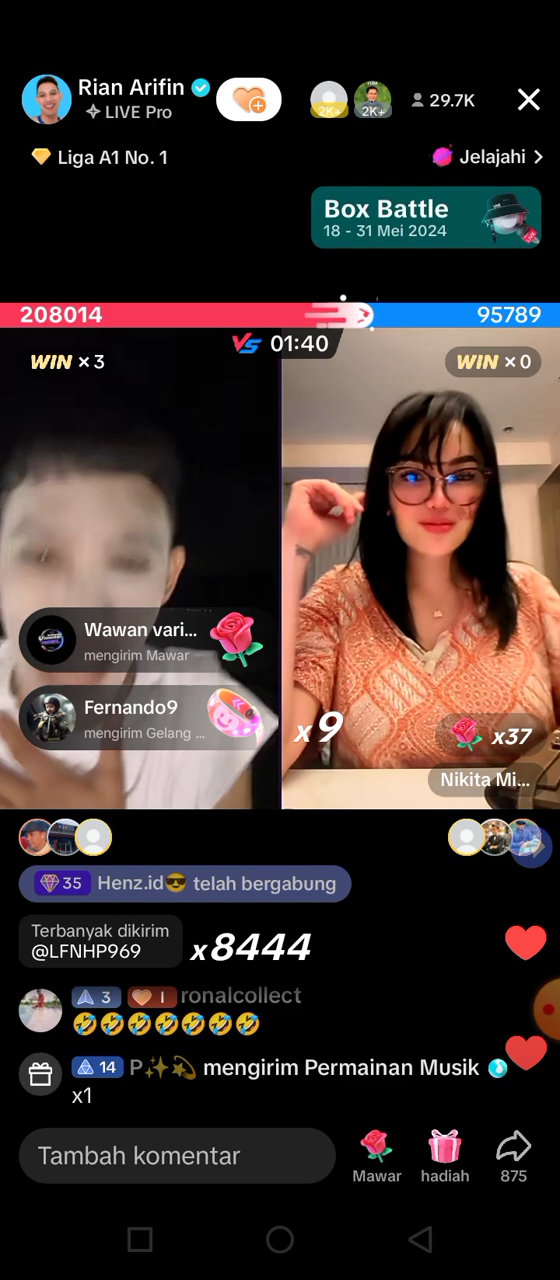 Rian Arifin
LIVE Pro
2K+
2K+
29.7K
Liga A1 No. 1
Jelajahi
Box Battle
18 - 31 Mei 2024
208014
95789
VS 01:40
WIN × 3
WIN × 0
Wawan vari...
mengirim Mawar
Fernando9
mengirim Gelang ...
x9
x37
Nikita Mi...
35 Henz.id😎 telah bergabung
Terbanyak dikirim
@LFNHP969
x8444
3 I ronalcollect
🤣🤣🤣🤣🤣🤣🤣
14 P✨💫 mengirim Permainan Musik
x1
Tambah komentar
Mawar
hadiah
875